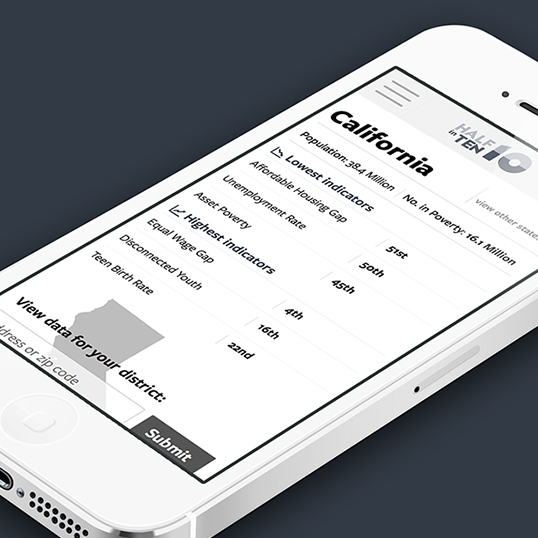 HALF
in TEN 10
California
Population: 38.4 Million
No. in Poverty: 16.1 Million
view other state
Lowest indicators
Affordable Housing Gap 51st
Unemployment Rate 50th
Asset Poverty 45th
Highest Indicators
Equal Wage Gap 4th
Disconnected Youth 16th
Teen Birth Rate 22nd
View data for your district:
ddress or zip code
Submit